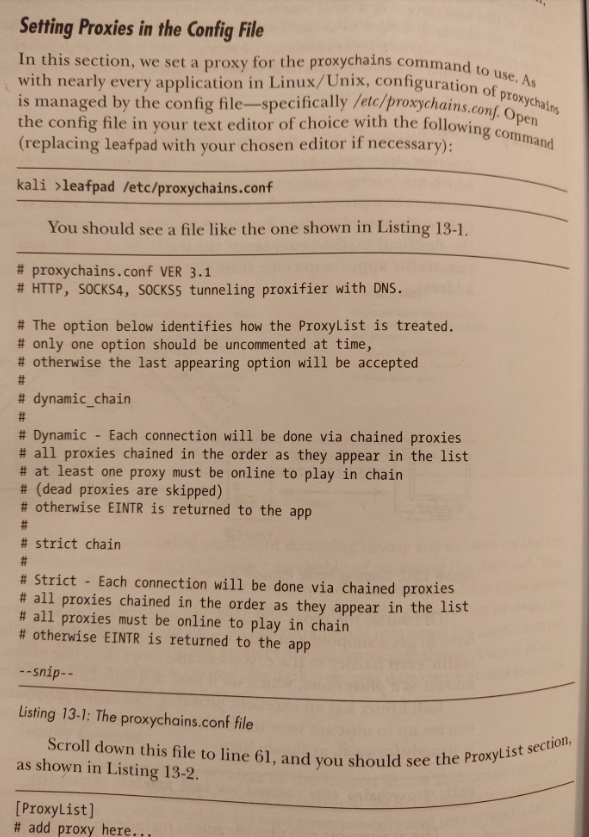 Setting Proxies in the Config File
In this section, we set a proxy for the proxychains command to use. As
with nearly every application in Linux/Unix, configuration of proxychains
is managed by the config file—specifically /etc/proxychains.conf. Open
the config file in your text editor of choice with the following command
(replacing leafpad with your chosen editor if necessary):
kali >leafpad /etc/proxychains.conf
You should see a file like the one shown in Listing 13-1.
# proxychains.conf VER 3.1
# HTTP, SOCKS4, SOCKS5 tunneling proxifier with DNS.
# The option below identifies how the ProxyList is treated.
# only one option should be uncommented at time,
# otherwise the last appearing option will be accepted
#
# dynamic_chain
#
# Dynamic - Each connection will be done via chained proxies
# all proxies chained in the order as they appear in the list
# at least one proxy must be online to play in chain
# (dead proxies are skipped)
# otherwise EINTR is returned to the app
#
# strict chain
#
# Strict - Each connection will be done via chained proxies
# all proxies chained in the order as they appear in the list
# all proxies must be online to play in chain
# otherwise EINTR is returned to the app
--snip--
Listing 13-1: The proxychains.conf file
Scroll down this file to line 61, and you should see the ProxyList section,
as shown in Listing 13-2.
[ProxyList]
# add proxy here...